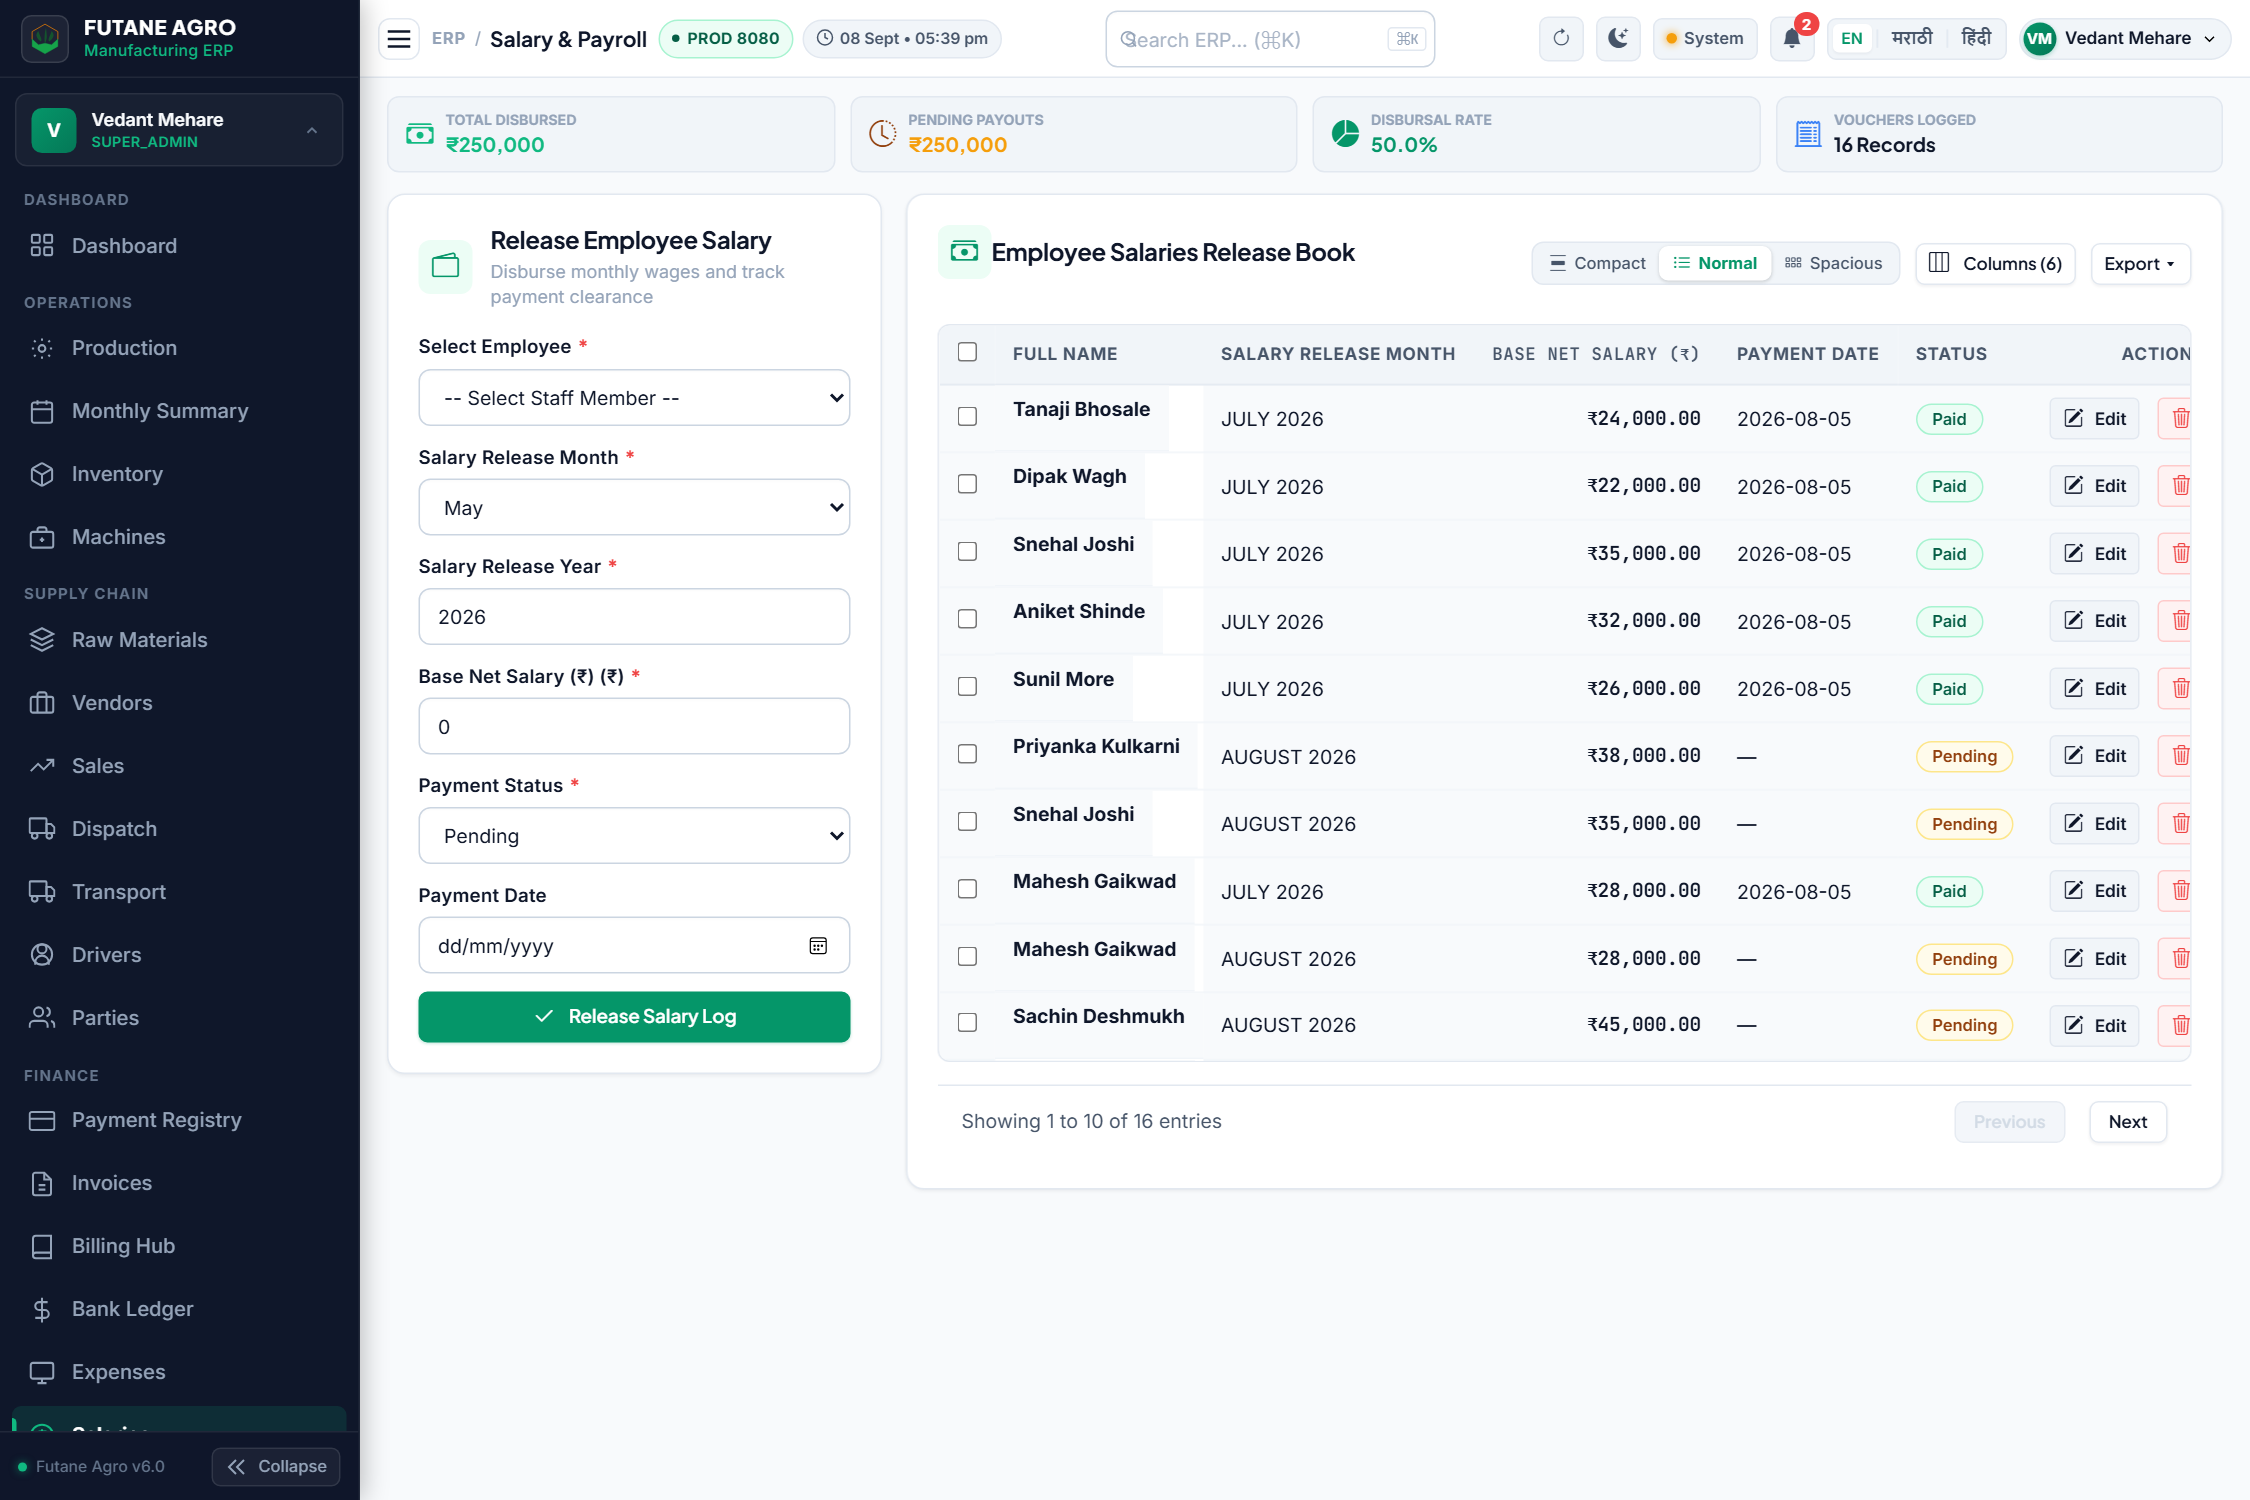 FUTANE AGRO
Manufacturing ERP
V
Vedant Mehare
SUPER_ADMIN
DASHBOARD
Dashboard
OPERATIONS
Production
Monthly Summary
Inventory
Machines
SUPPLY CHAIN
Raw Materials
Vendors
Sales
Dispatch
Transport
Drivers
Parties
FINANCE
Payment Registry
Invoices
Billing Hub
Bank Ledger
Expenses
Salaries
Futane Agro v6.0
Collapse
ERP / Salary & Payroll
PROD 8080
08 Sept • 05:39 pm
Search ERP... (⌘K)
⌘K
System
2
EN
मराठी
हिंदी
VM
Vedant Mehare
TOTAL DISBURSED
₹250,000
PENDING PAYOUTS
₹250,000
DISBURSAL RATE
50.0%
VOUCHERS LOGGED
16 Records
Release Employee Salary
Disburse monthly wages and track
payment clearance
Select Employee *
-- Select Staff Member --
Salary Release Month *
May
Salary Release Year *
2026
Base Net Salary (₹) (₹) *
0
Payment Status *
Pending
Payment Date
dd/mm/yyyy
Release Salary Log
Employee Salaries Release Book
Compact
Normal
Spacious
Columns (6)
Export
FULL NAME SALARY RELEASE MONTH BASE NET SALARY (₹) PAYMENT DATE STATUS ACTION
Tanaji Bhosale JULY 2026 ₹24,000.00 2026-08-05 Paid Edit
Dipak Wagh JULY 2026 ₹22,000.00 2026-08-05 Paid Edit
Snehal Joshi JULY 2026 ₹35,000.00 2026-08-05 Paid Edit
Aniket Shinde JULY 2026 ₹32,000.00 2026-08-05 Paid Edit
Sunil More JULY 2026 ₹26,000.00 2026-08-05 Paid Edit
Priyanka Kulkarni AUGUST 2026 ₹38,000.00 — Pending Edit
Snehal Joshi AUGUST 2026 ₹35,000.00 — Pending Edit
Mahesh Gaikwad JULY 2026 ₹28,000.00 2026-08-05 Paid Edit
Mahesh Gaikwad AUGUST 2026 ₹28,000.00 — Pending Edit
Sachin Deshmukh AUGUST 2026 ₹45,000.00 — Pending Edit
Showing 1 to 10 of 16 entries
Previous
Next